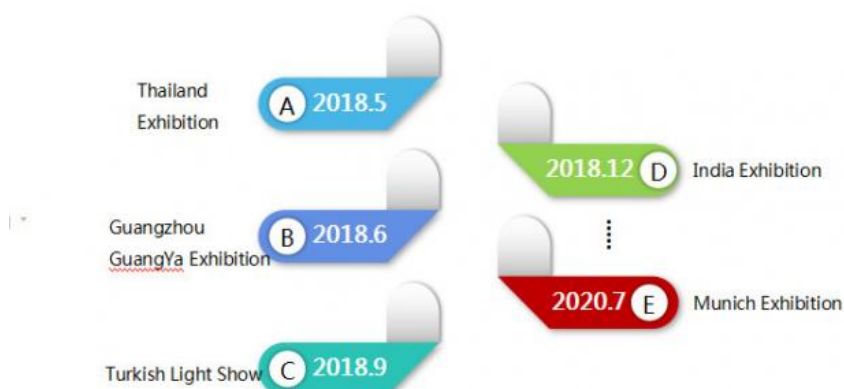 Thailand
Exhibition
A 2018.5
Guangzhou
GuangYa Exhibition
B 2018.6
Turkish Light Show
C 2018.9
2018.12 D
India Exhibition
2020.7 E
Munich Exhibition